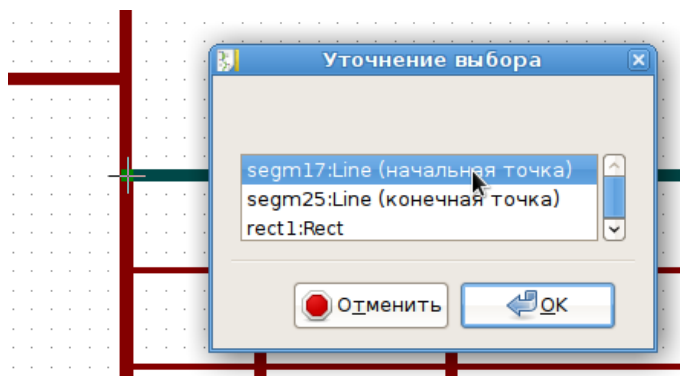 Уточнение выбора
segm17:Line (начальная точка)
segm25:Line (конечная точка)
rect1:Rect
Отменить
OK